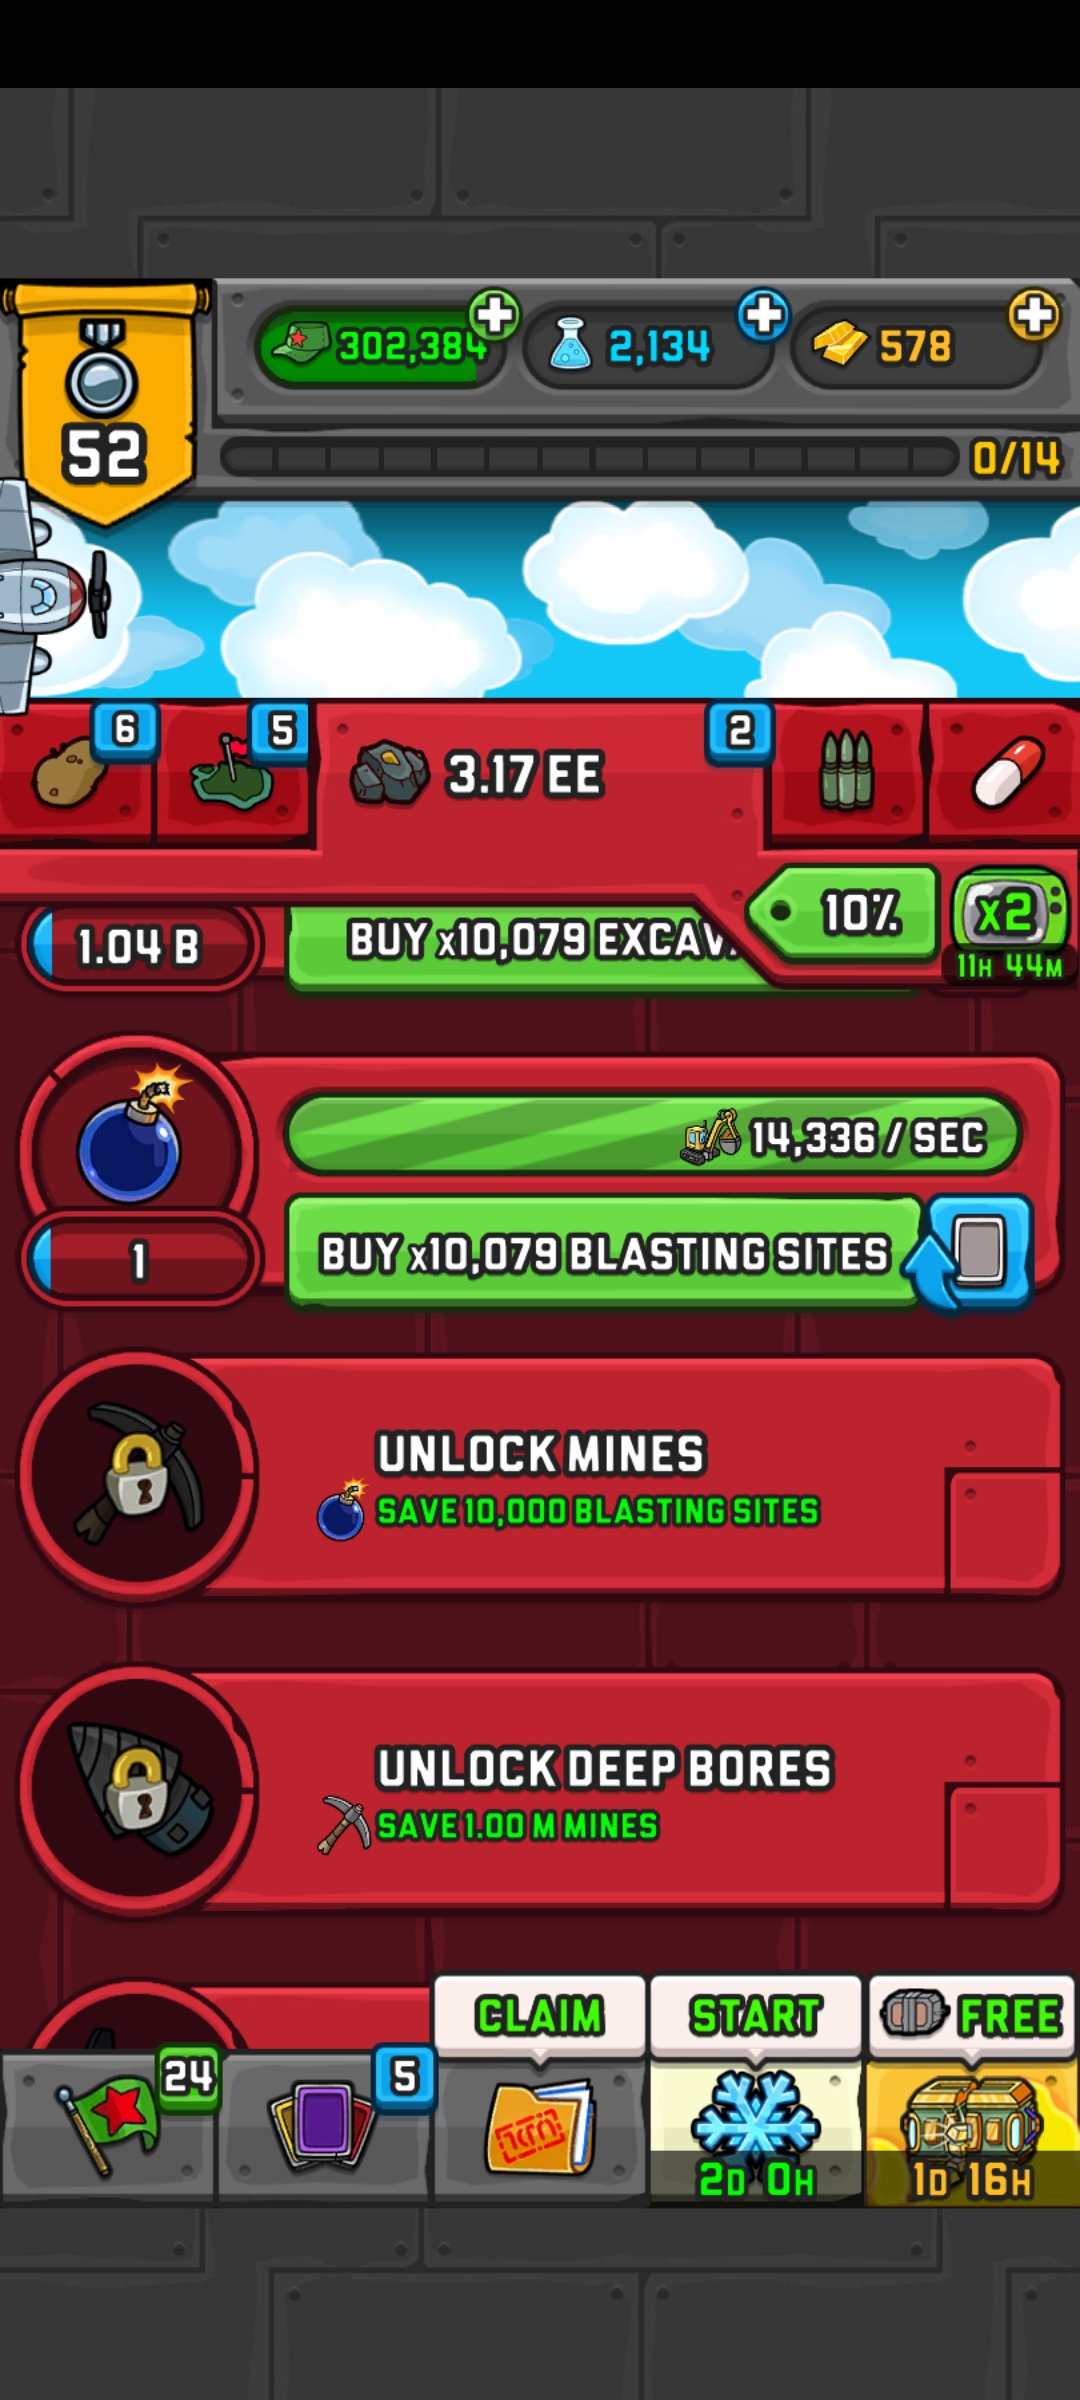 302,384
2,134
578
52
0/14
6
5
3.17 EE
2
10%
x2
11H 44M
1.04 B
BUY x10,079 EXCAV
14,336 / SEC
1
BUY x10,079 BLASTING SITES
UNLOCK MINES
SAVE 10,000 BLASTING SITES
UNLOCK DEEP BORES
SAVE 1.00 M MINES
CLAIM
START
FREE
24
5
2D 0H
1D 16H